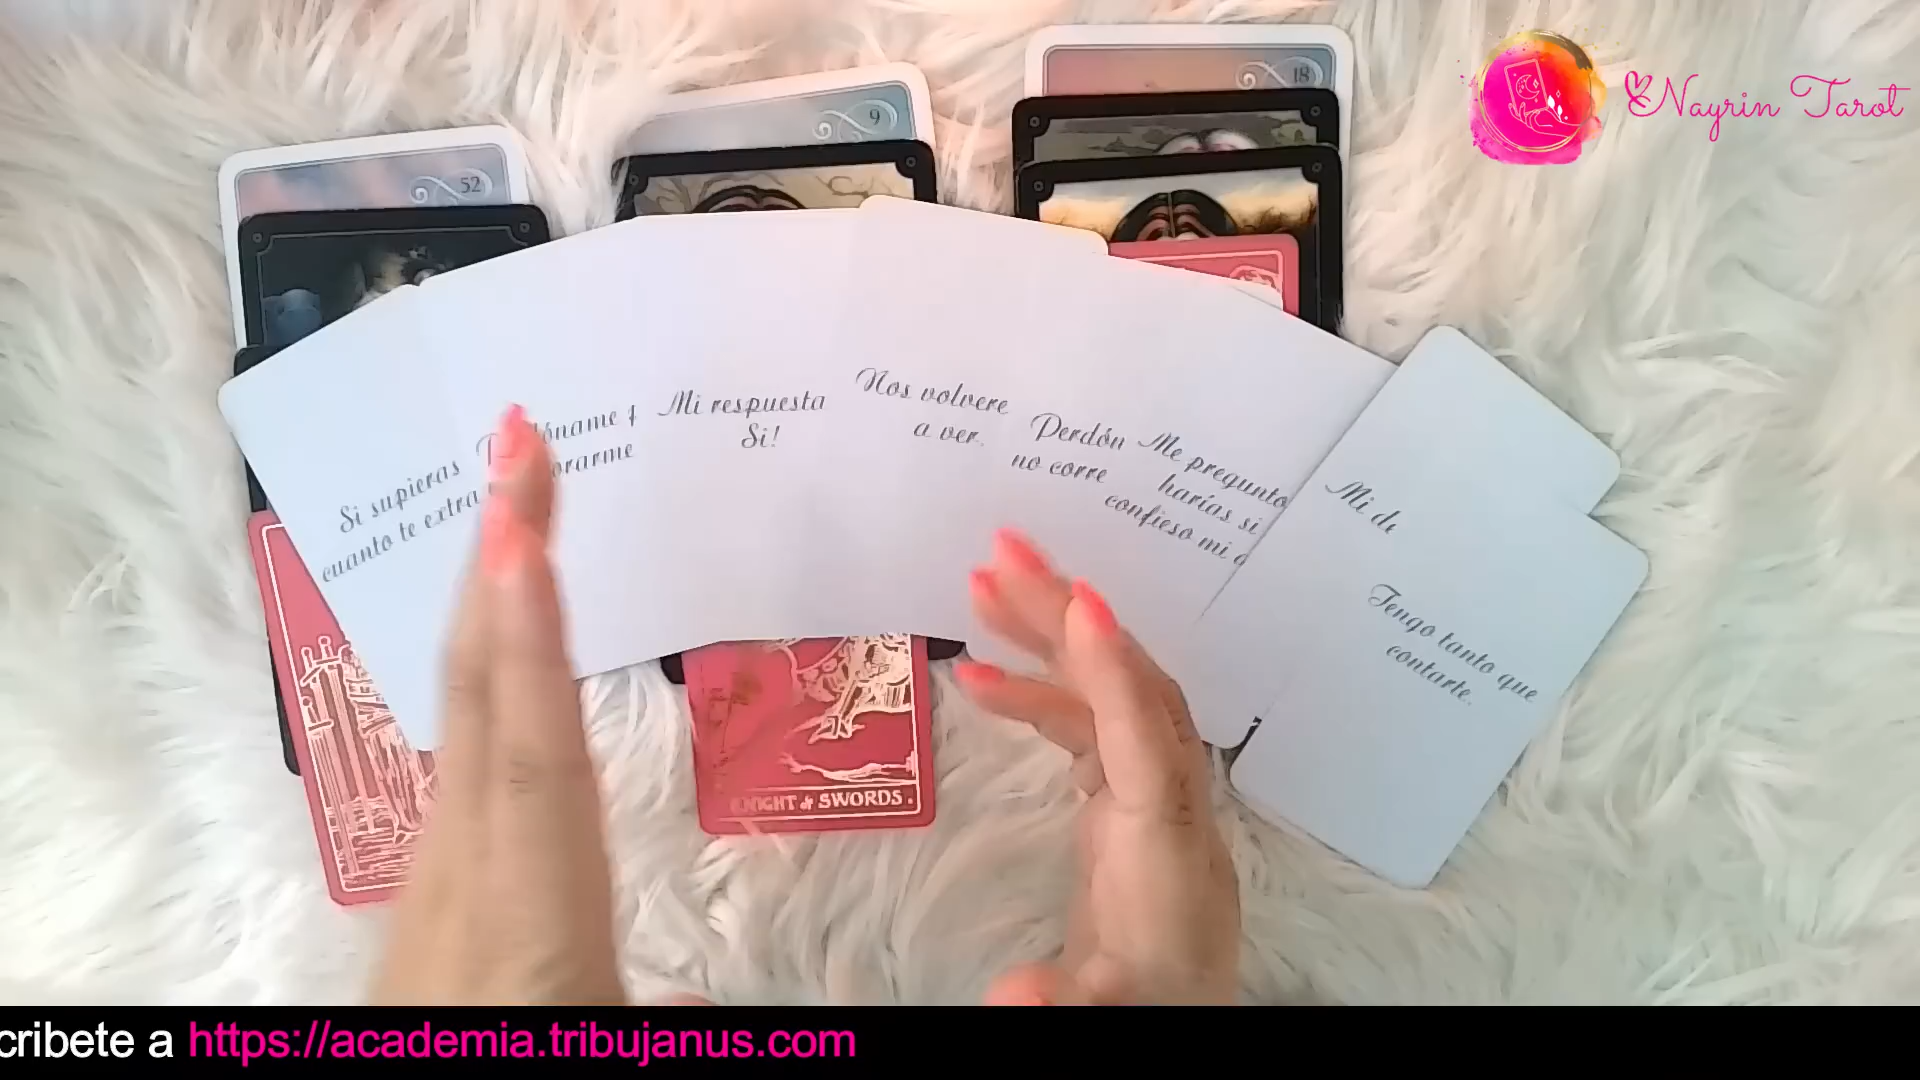 52
9
18
Nayrin Tarot
Si supieras
cuanto te extra
Mi respuesta
Si!
Nos volvere
a ver.
Perdón
no corre
Me pregunto
harías si
confieso mi
Mi
Tengo tanto que
contarte.
KNIGHT of SWORDS.
cribete a https://academia.tribujanus.com